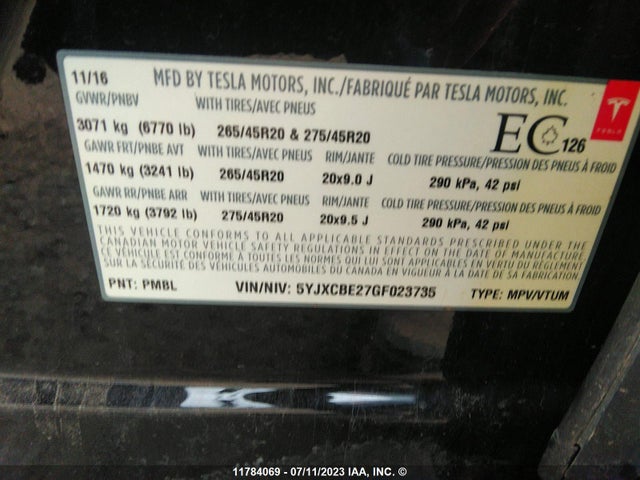 11/16 MFD BY TESLA MOTORS, INC./FABRIQUÉ PAR TESLA MOTORS, INC.
GVWR/PNBV WITH TIRES/AVEC PNEUS
3071 kg (6770 lb) 265/45R20 & 275/45R20
EC 126
TESLA
GAWR FRT/PNBE AVT WITH TIRES/AVEC PNEUS RIM/JANTE COLD TIRE PRESSURE/PRESSION DES PNEUS À FROID
1470 kg (3241 lb) 265/45R20 20x9.0 J 290 kPa, 42 psi
GAWR RR/PNBE ARR WITH TIRES/AVEC PNEUS RIM/JANTE COLD TIRE PRESSURE/PRESSION DES PNEUS À FROID
1720 kg (3792 lb) 275/45R20 20x9.5 J 290 kPa, 42 psi
THIS VEHICLE CONFORMS TO ALL APPLICABLE STANDARDS PRESCRIBED UNDER THE
CANADIAN MOTOR VEHICLE SAFETY REGULATIONS IN EFFECT ON THE DATE OF MANUFACTURE.
CE VÉHICULE EST CONFORME À TOUTES LES NORMES QUI LUI SONT APPLICABLES EN VERTU DU
RÈGLEMENT SUR LA SÉCURITÉ DES VÉHICULES AUTOMOBILES DU CANADA EN VIGUEUR À LA DATE DE SA FABRICATION.
PNT: PMBL VIN/NIV: 5YJXCBE27GF023735 TYPE: MPV/VTUM
11784069 - 07/11/2023 IAA, INC. ©